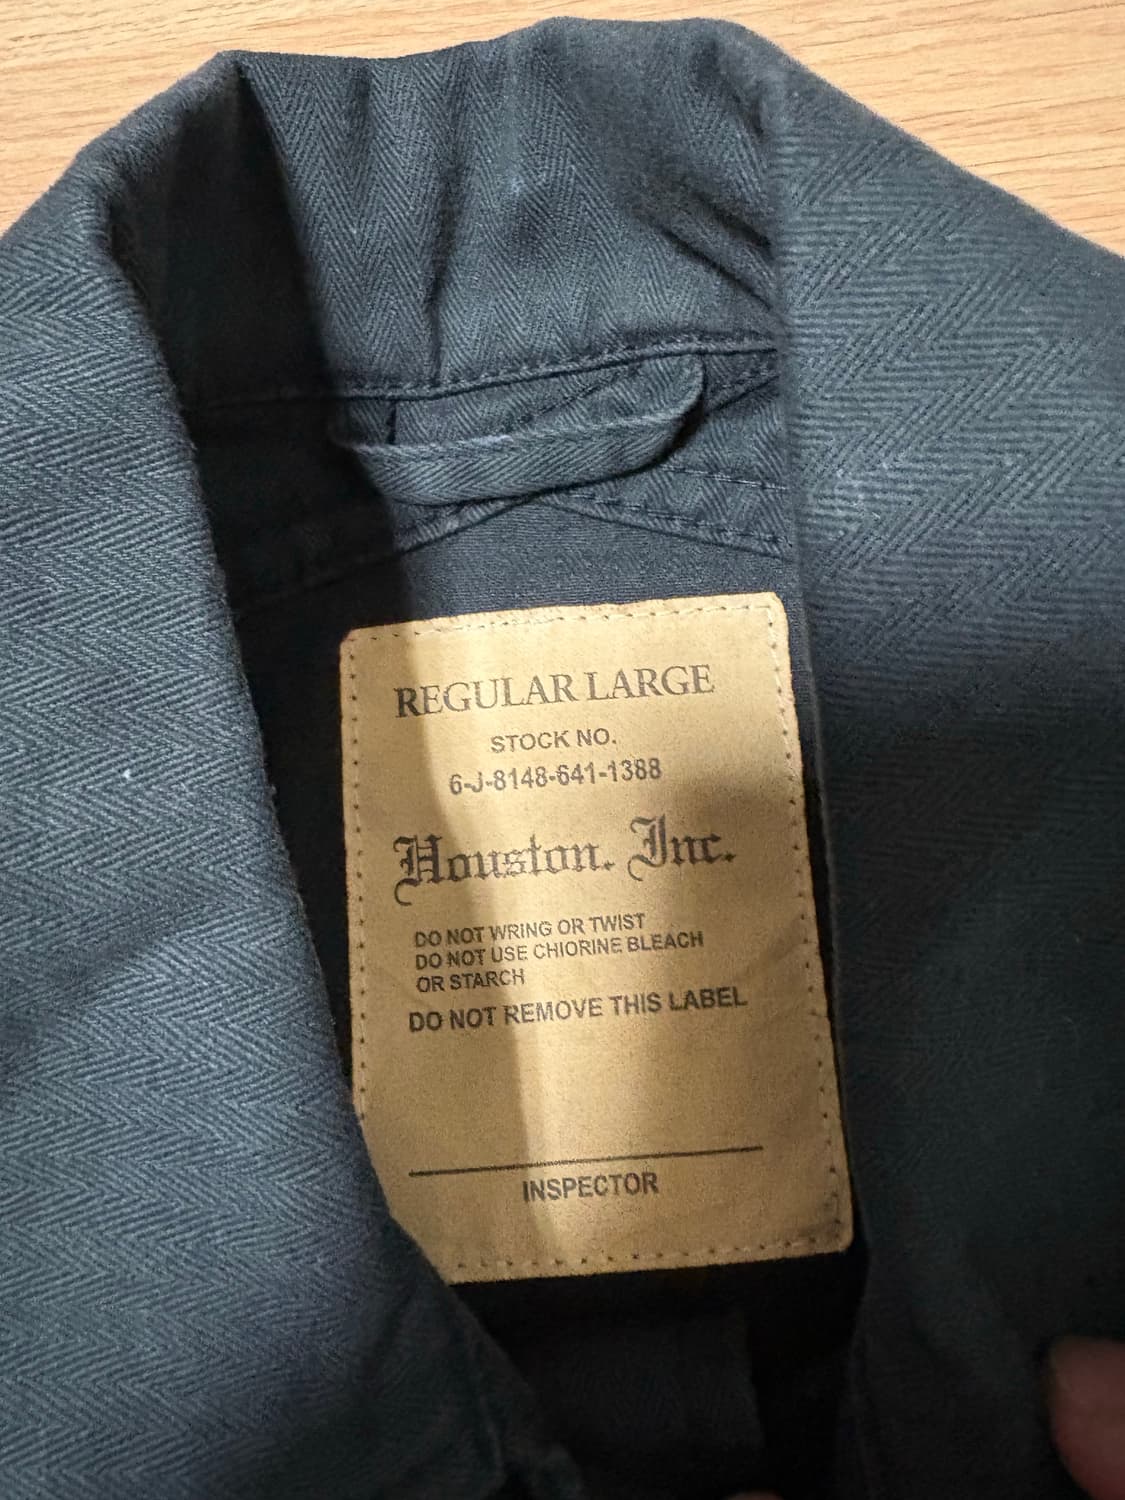 REGULAR LARGE
STOCK NO.
6-J-8148-641-1388
Houston. Inc.
DO NOT WRING OR TWIST
DO NOT USE CHIORINE BLEACH
OR STARCH
DO NOT REMOVE THIS LABEL
INSPECTOR